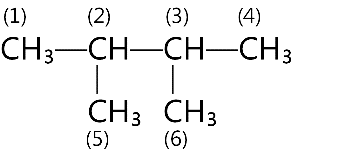 (1) (2) (3) (4)
CH₃—CH—CH—CH₃
CH₃ CH₃
(5) (6)